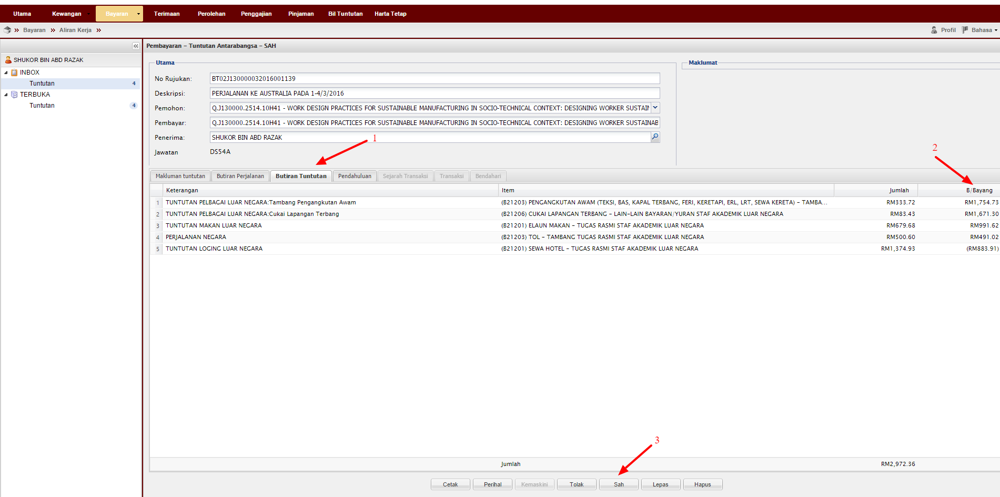 Utama Kewangan Bayaran Terimaan Perolehan Penggajian Pinjaman Bil Tuntutan Harta Tetap
Bayaran Aliran Kerja Profil Bahasa
SHUKOR BIN ABD RAZAK
INBOX
Tuntutan 4
TERBUKA
Tuntutan 4
Pembayaran - Tuntutan Antarabangsa - SAH
Utama
No Rujukan: BT02J130000032016001139
Deskripsi: PERJALANAN KE AUSTRALIA PADA 1-4/3/2016
Pemohon: Q.J130000.2514.10H41 - WORK DESIGN PRACTICES FOR SUSTAINABLE MANUFACTURING IN SOCIO-TECHNICAL CONTEXT: DESIGNING WORKER SUSTAIN
Pembayar: Q.J130000.2514.10H41 - WORK DESIGN PRACTICES FOR SUSTAINABLE MANUFACTURING IN SOCIO-TECHNICAL CONTEXT: DESIGNING WORKER SUSTAINAB
Penerima: SHUKOR BIN ABD RAZAK
Jawatan DS54A
Maklumat
1
2
Makluman tuntutan Butiran Perjalanan Butiran Tuntutan Pendahuluan Sejarah Transaksi Transaksi Bendahari
Keterangan Item Jumlah B/Bayang
1 TUNTUTAN PELBAGAI LUAR NEGARA:Tambang Pengangkutan Awam (B21203) PENGANGKUTAN AWAM (TEKSI, BAS, KAPAL TERBANG, FERI, KERETAPI, ERL, LRT, SEWA KERETA) - TAMBA... RM333.72 RM1,754.73
2 TUNTUTAN PELBAGAI LUAR NEGARA:Cukai Lapangan Terbang (B21206) CUKAI LAPANGAN TERBANG - LAIN-LAIN BAYARAN/YURAN STAF AKADEMIK LUAR NEGARA RM83.43 RM1,671.30
3 TUNTUTAN MAKAN LUAR NEGARA (B21201) ELAUN MAKAN - TUGAS RASMI STAF AKADEMIK LUAR NEGARA RM679.68 RM991.62
4 PERJALANAN NEGARA (B21203) TOL - TAMBANG TUGAS RASMI STAF AKADEMIK LUAR NEGARA RM500.60 RM491.02
5 TUNTUTAN LOGING LUAR NEGARA (B21201) SEWA HOTEL - TUGAS RASMI STAF AKADEMIK LUAR NEGARA RM1,374.93 (RM883.91)
3
Jumlah RM2,972.36
Cetak Perihal Kemaskini Tolak Sah Lepas Hapus